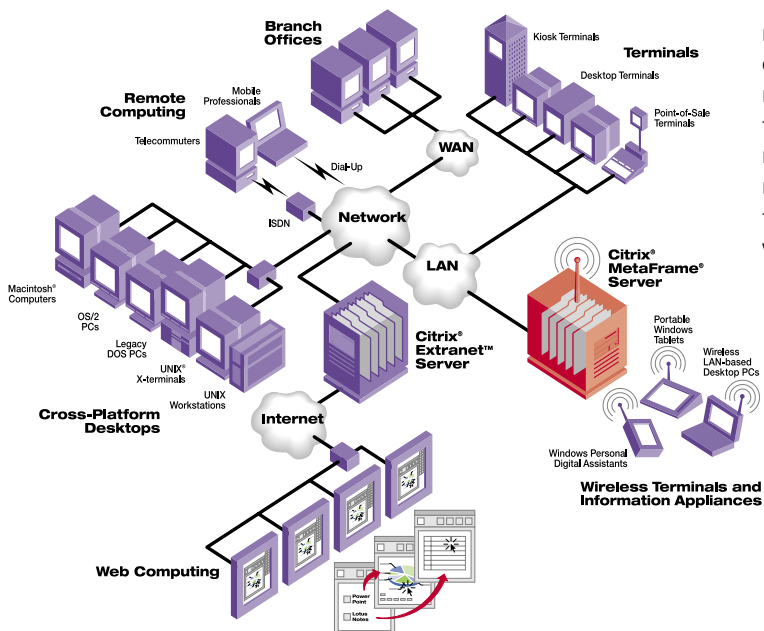 Branch
Offices
Kiosk Terminals
Terminals
Desktop Terminals
Point-of-Sale
Terminals
Remote
Computing
Mobile
Professionals
Telecommuters
Dial-Up
ISDN
WAN
Network
LAN
Citrix®
MetaFrame®
Server
Macintosh®
Computers
OS/2
PCs
Legacy
DOS PCs
UNIX®
X-terminals
UNIX
Workstations
Cross-Platform
Desktops
Citrix®
Extranet™
Server
Portable
Windows
Tablets
Wireless
LAN-based
Desktop PCs
Windows Personal
Digital Assistants
Wireless Terminals and
Information Appliances
Internet
Web Computing
Power
Point
Lotus
Notes